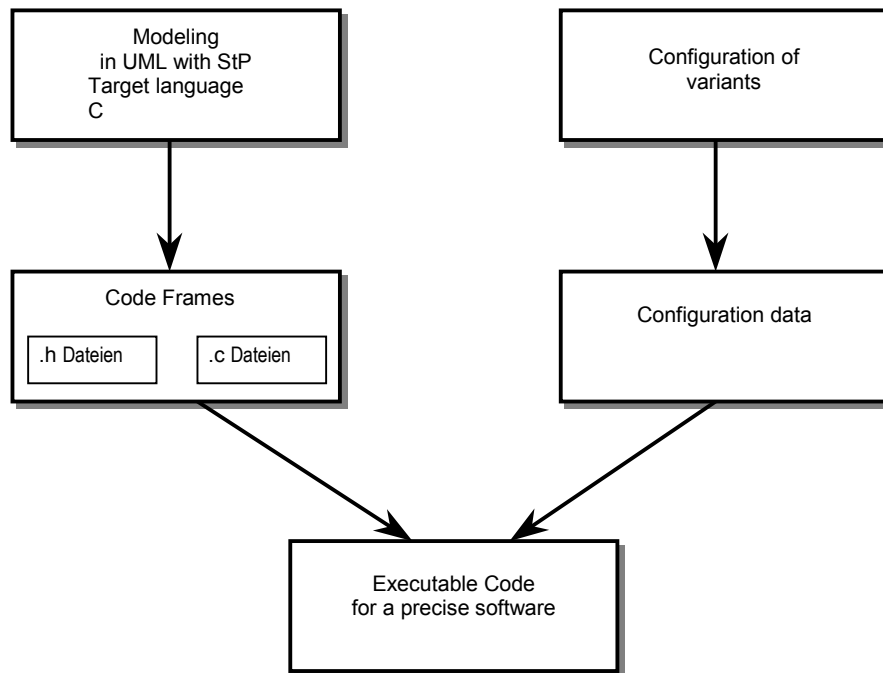 Modeling
in UML with StP
Target language
C
Configuration of
variants
Code Frames
.h Dateien
.c Dateien
Configuration data
Executable Code
for a precise software